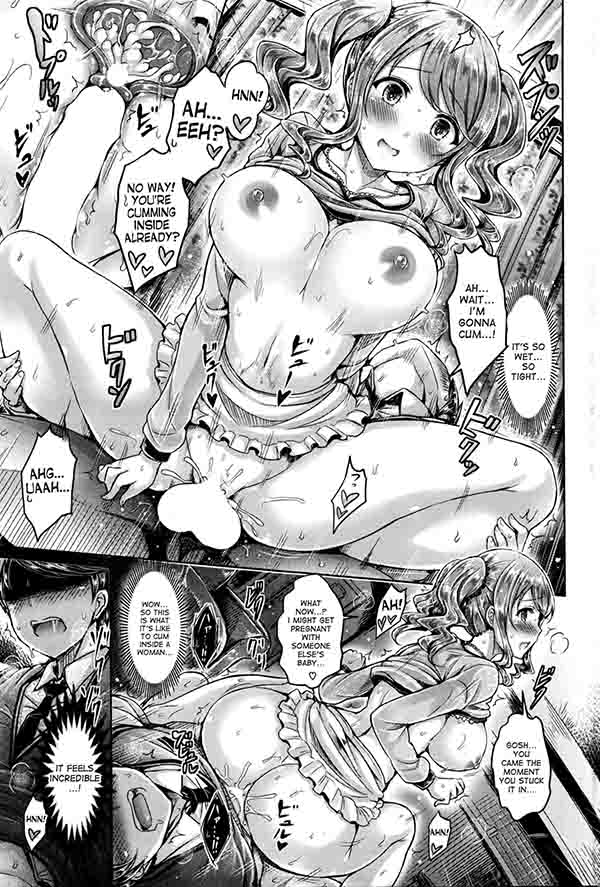 HNN!
AH...
EEH?
NO WAY!
YOU'RE
CUMMING
INSIDE
ALREADY?
AH...
WAIT...
I'M
GONNA
CUM...!
IT'S SO
WET...
SO
TIGHT...
AHG...
UAAH...
?
AH!
WHAT
NOW...?
I MIGHT GET
PREGNANT
WITH
SOMEONE
ELSE'S
BABY...
WOW...
SO THIS
IS WHAT
IT'S LIKE
TO CUM
INSIDE A
WOMAN...
GOSH...
YOU
CAME THE
MOMENT
YOU STUCK
IT IN...
IT FEELS
INCREDIBLE
...!
HNN!
AHN!
AHN!